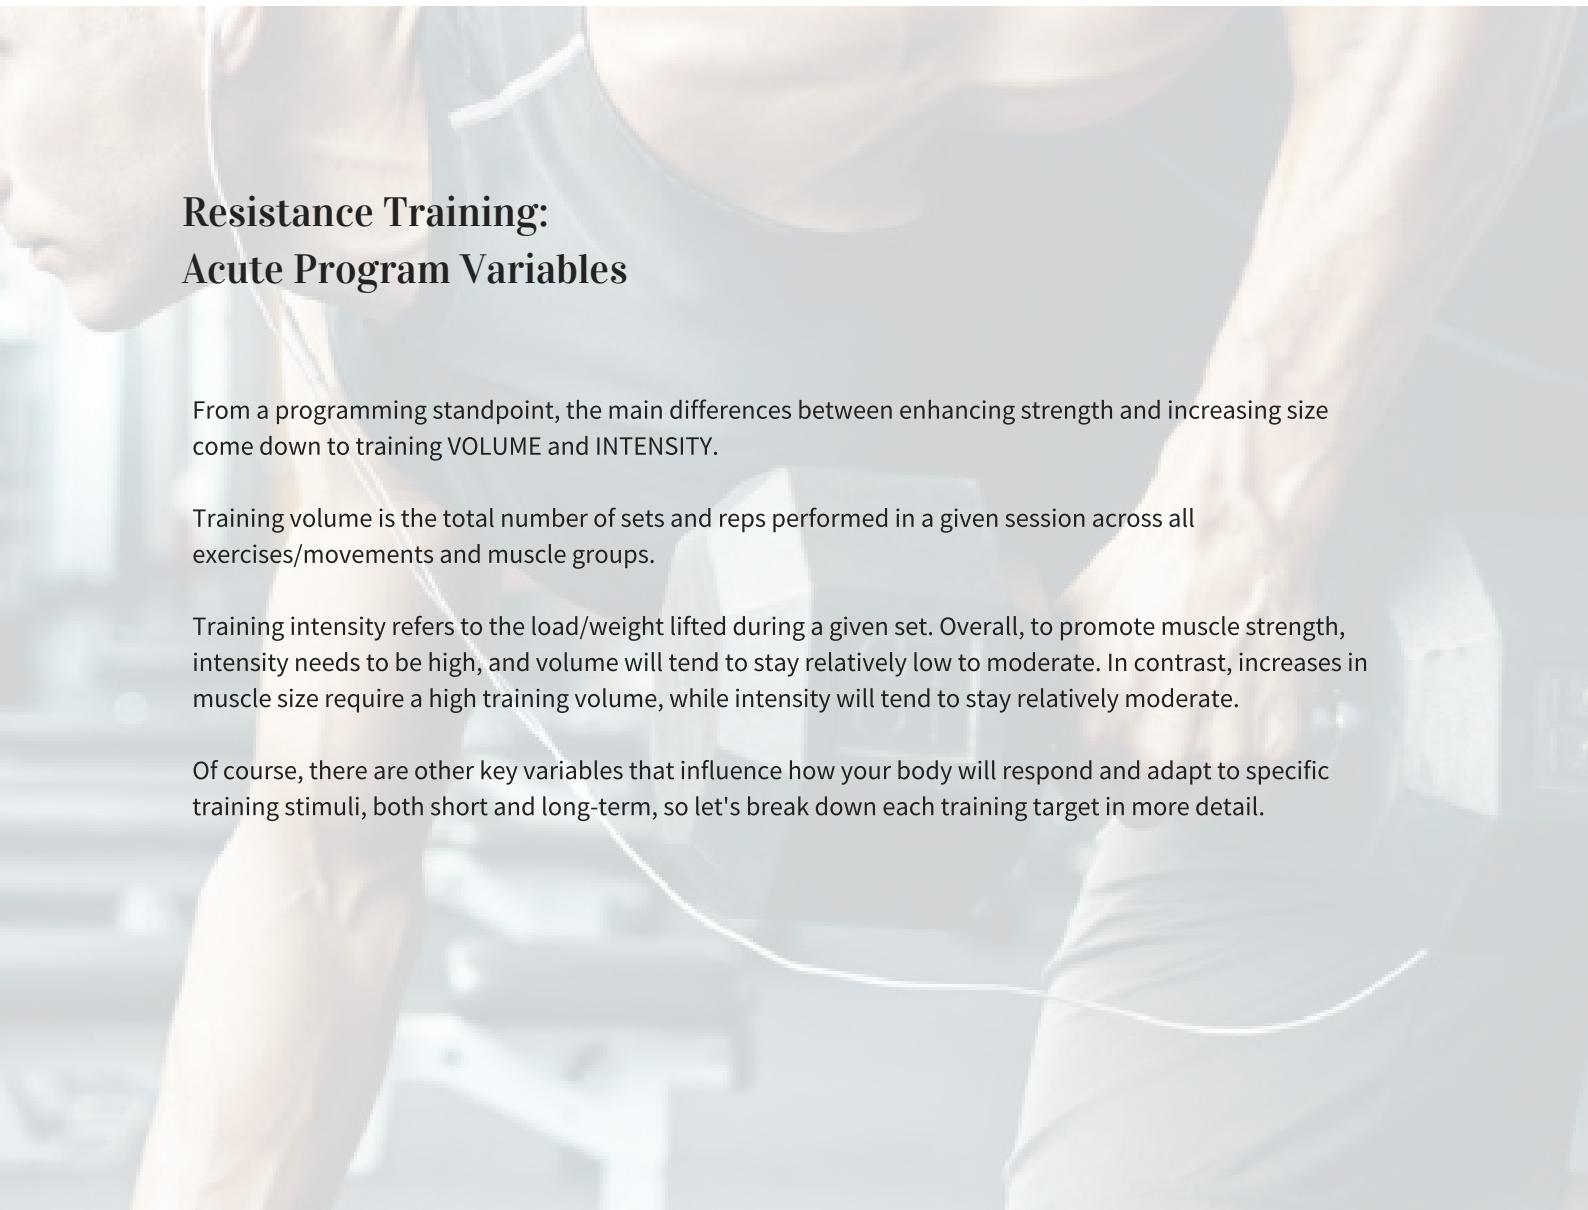 Resistance Training:
Acute Program Variables
From a programming standpoint, the main differences between enhancing strength and increasing size
come down to training VOLUME and INTENSITY.
Training volume is the total number of sets and reps performed in a given session across all
exercises/movements and muscle groups.
Training intensity refers to the load/weight lifted during a given set. Overall, to promote muscle strength,
intensity needs to be high, and volume will tend to stay relatively low to moderate. In contrast, increases in
muscle size require a high training volume, while intensity will tend to stay relatively moderate.
Of course, there are other key variables that influence how your body will respond and adapt to specific
training stimuli, both short and long-term, so let's break down each training target in more detail.